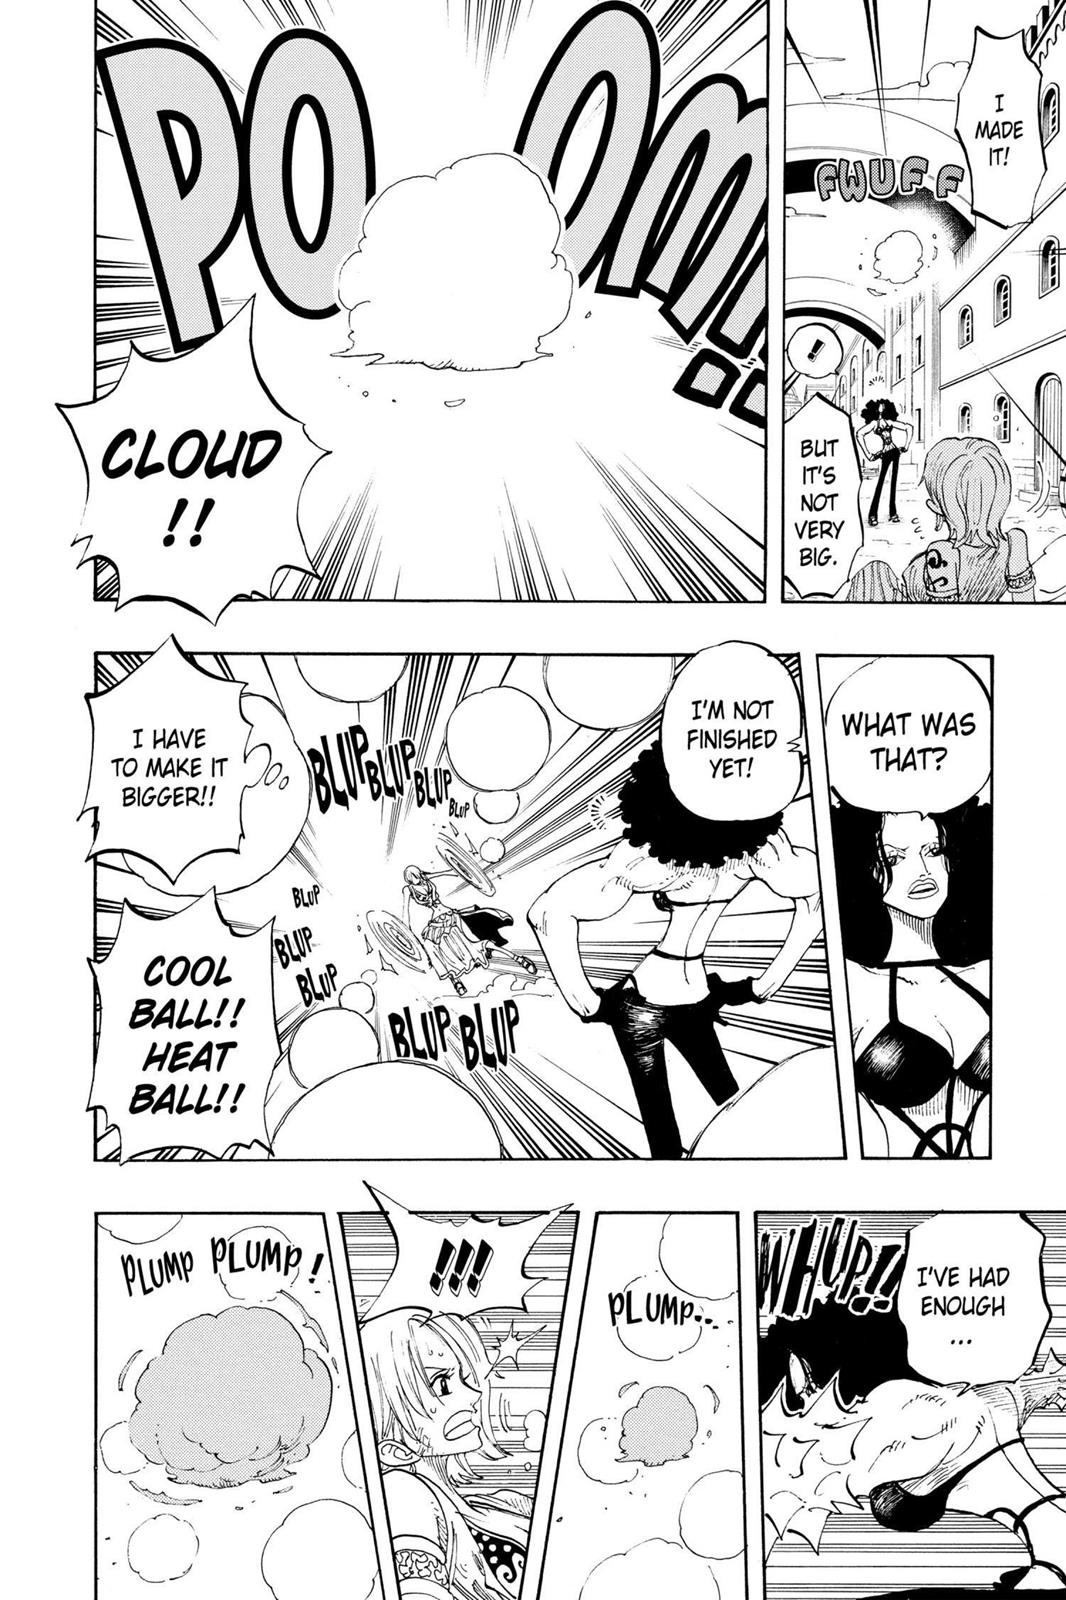 I
MADE
IT!
FWUFF
!
BUT
IT'S
NOT
VERY
BIG.
POOM!!
CLOUD
!!
WHAT WAS
THAT?
I'M NOT
FINISHED
YET!
BLUP BLUP BLUP BLUP
I HAVE
TO MAKE IT
BIGGER!!
BLUP
BLUP
BLUP
BLUP BLUP
COOL
BALL!!
HEAT
BALL!!
I'VE HAD
ENOUGH
...
WHUP!!
PLUMP...
!!!
PLUMP PLUMP!